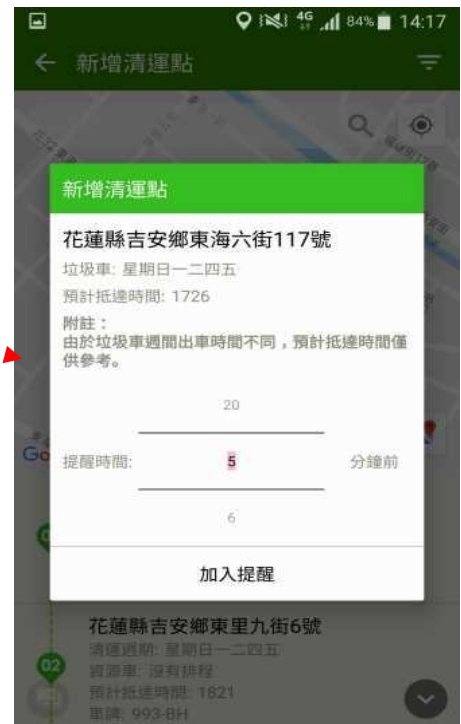 4G 84% 14:17
新增清運點
新增清運點
花蓮縣吉安鄉東海六街117號
垃圾車: 星期日一二四五
預計抵達時間: 1726
附註：
由於垃圾車週間出車時間不同，預計抵達時間僅
供參考。
20
提醒時間: 5 分鐘前
6
加入提醒
Go
花蓮縣吉安鄉東里九街6號
清運週期: 星期日一二四五
02
資源車: 沒有排程
預計抵達時間: 1821
車牌: 993-BH